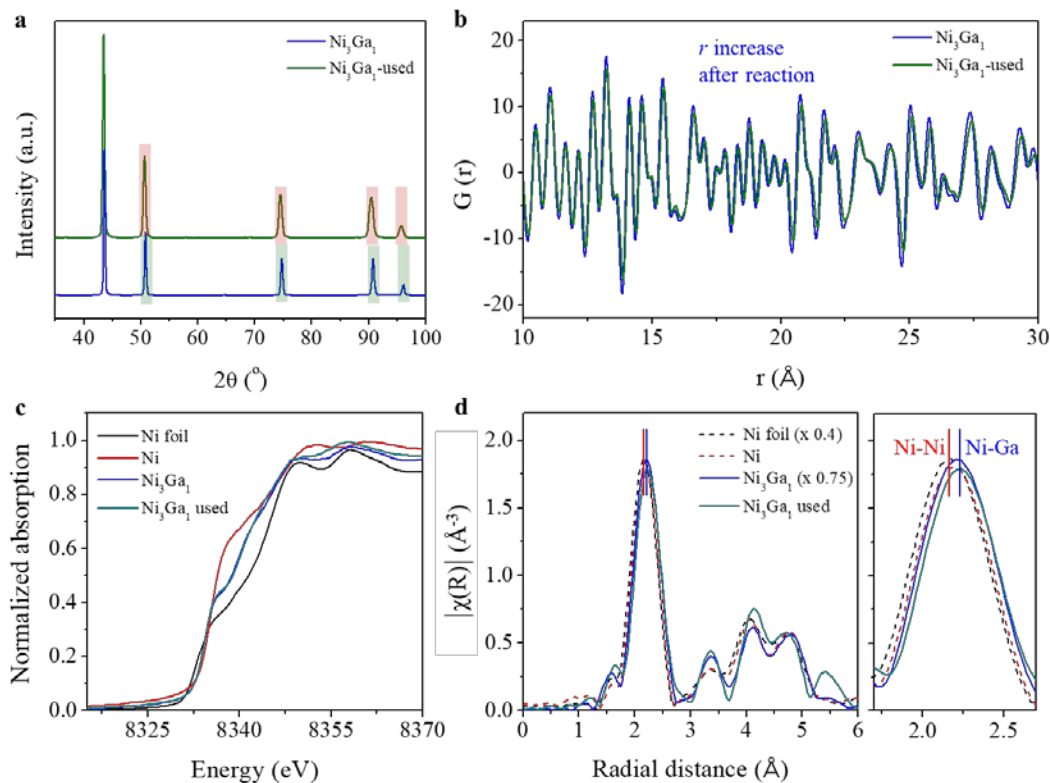 a
Ni₃Ga₁
Ni₃Ga₁-used
Intensity (a.u.)
40 50 60 70 80 90 100
2θ (°)
b
r increase
after reaction
Ni₃Ga₁
Ni₃Ga₁-used
G (r)
20
10
0
-10
-20
10 15 20 25 30
r (Å)
c
Ni foil
Ni
Ni₃Ga₁
Ni₃Ga₁ used
Normalized absorption
1.0
0.8
0.6
0.4
0.2
0.0
8325 8340 8355 8370
Energy (eV)
d
Ni foil (x 0.4)
Ni
Ni₃Ga₁ (x 0.75)
Ni₃Ga₁ used
|χ(R)| (Å⁻³)
2.0
1.5
1.0
0.5
0.0
0 1 2 3 4 5 6
Radial distance (Å)
Ni-Ni Ni-Ga
2.0 2.5